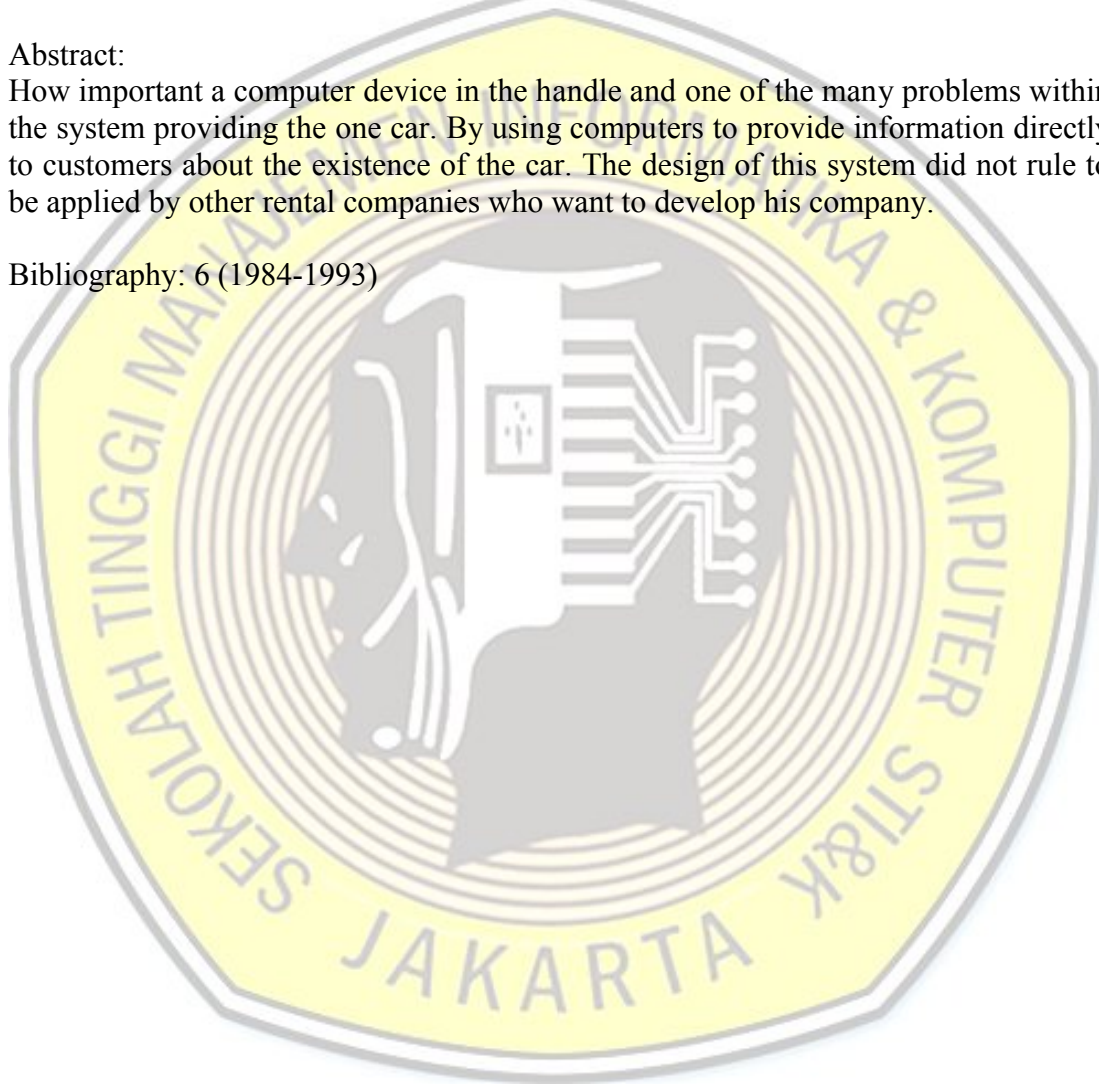 Abstract:
How important a computer device in the handle and one of the many problems within
the system providing the one car. By using computers to provide information directly
to customers about the existence of the car. The design of this system did not rule to
be applied by other rental companies who want to develop his company.
Bibliography: 6 (1984-1993)
SEKOLAH TINGGI MANAJEMEN INFORMATIKA & KOMPUTER STI&K
JAKARTA